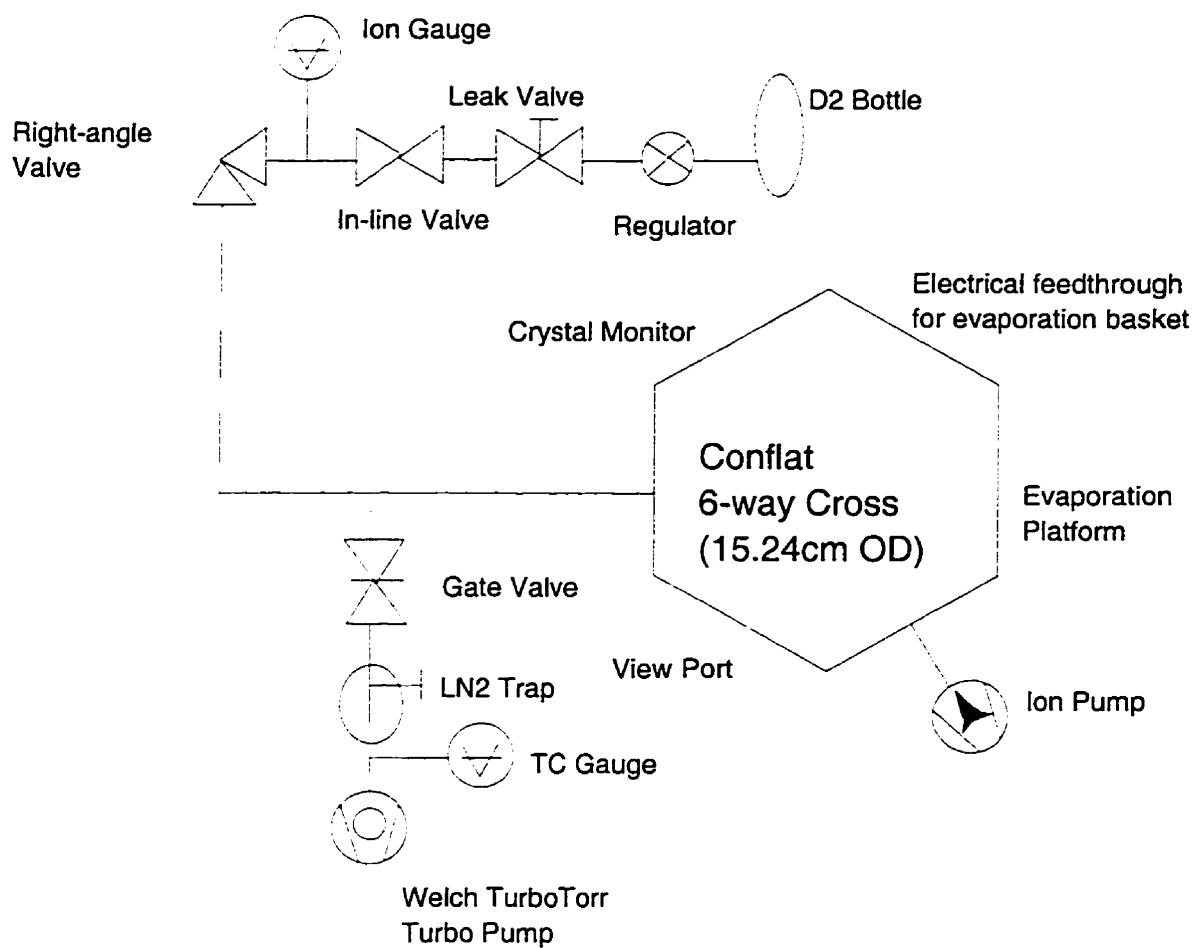 Ion Gauge
Leak Valve
D2 Bottle
Right-angle
Valve
In-line Valve
Regulator
Electrical feedthrough
for evaporation basket
Crystal Monitor
Conflat
6-way Cross
(15.24cm OD)
Evaporation
Platform
Gate Valve
View Port
LN2 Trap
Ion Pump
TC Gauge
Welch TurboTorr
Turbo Pump